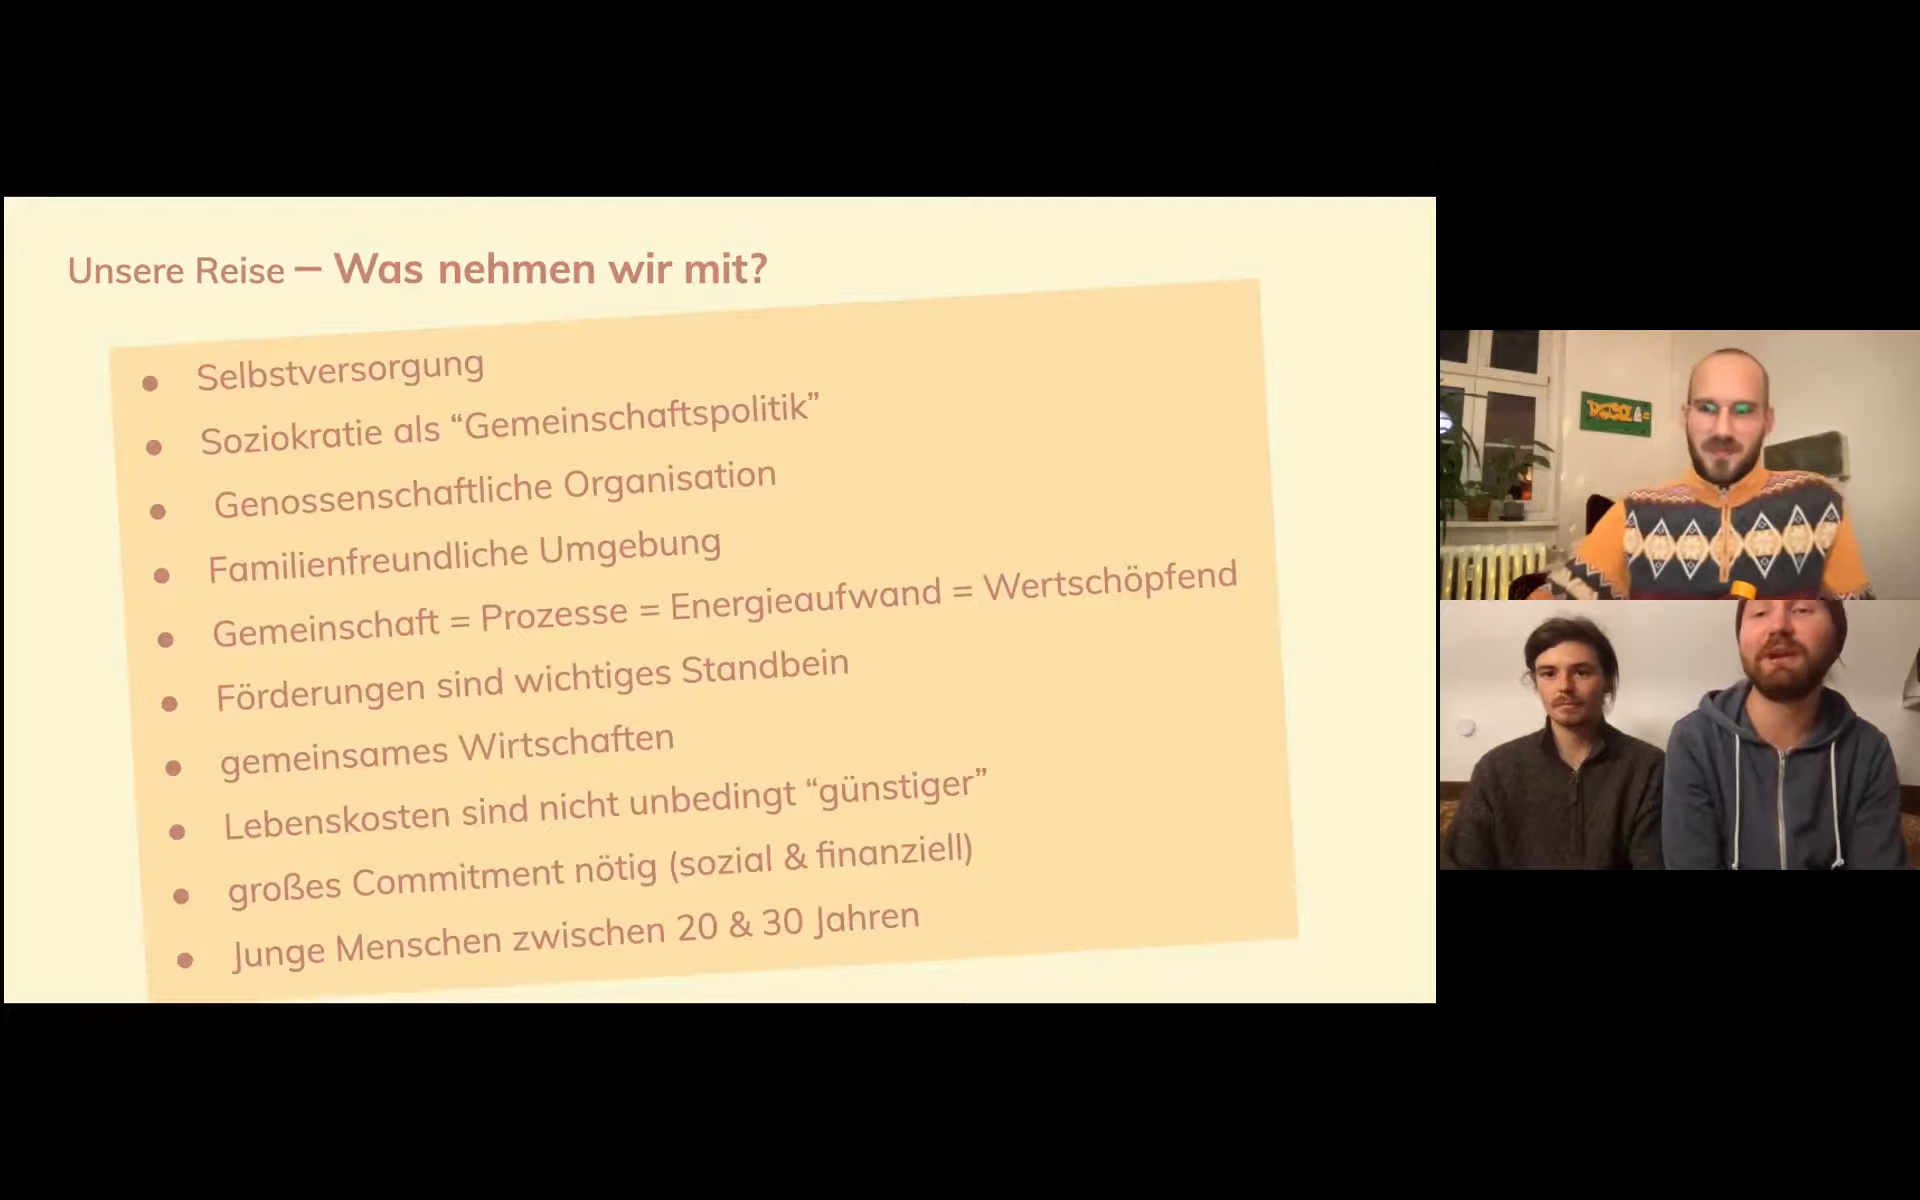 Unsere Reise – Was nehmen wir mit?
Selbstversorgung
Soziokratie als “Gemeinschaftspolitik”
Genossenschaftliche Organisation
Familienfreundliche Umgebung
Gemeinschaft = Prozesse = Energieaufwand = Wertschöpfend
Förderungen sind wichtiges Standbein
gemeinsames Wirtschaften
Lebenskosten sind nicht unbedingt “günstiger”
großes Commitment nötig (sozial & finanziell)
Junge Menschen zwischen 20 & 30 Jahren